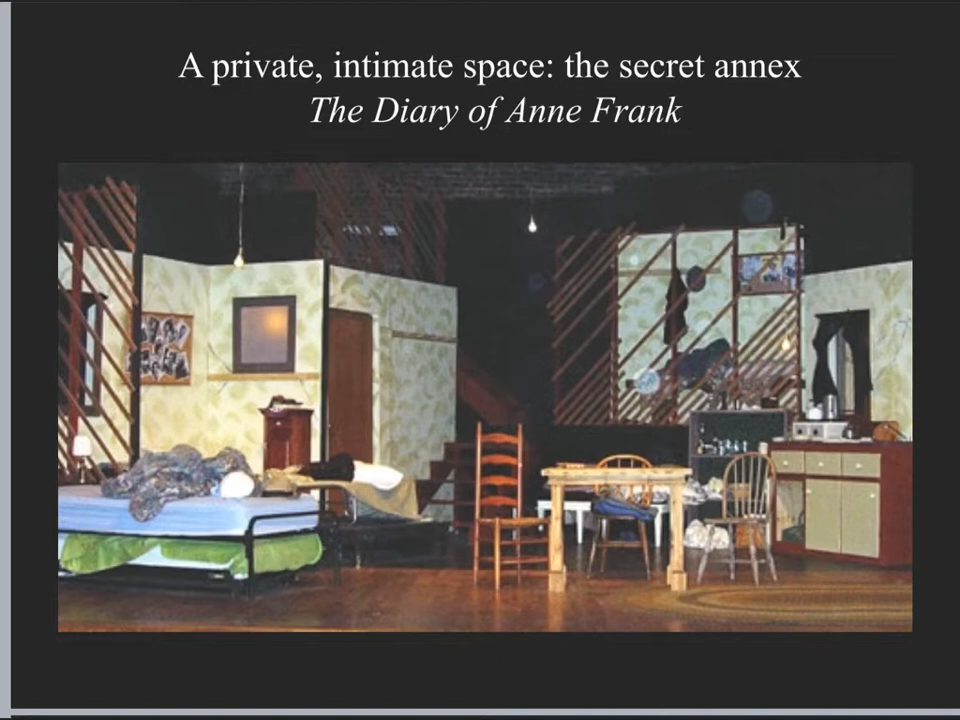 A private, intimate space: the secret annex
The Diary of Anne Frank